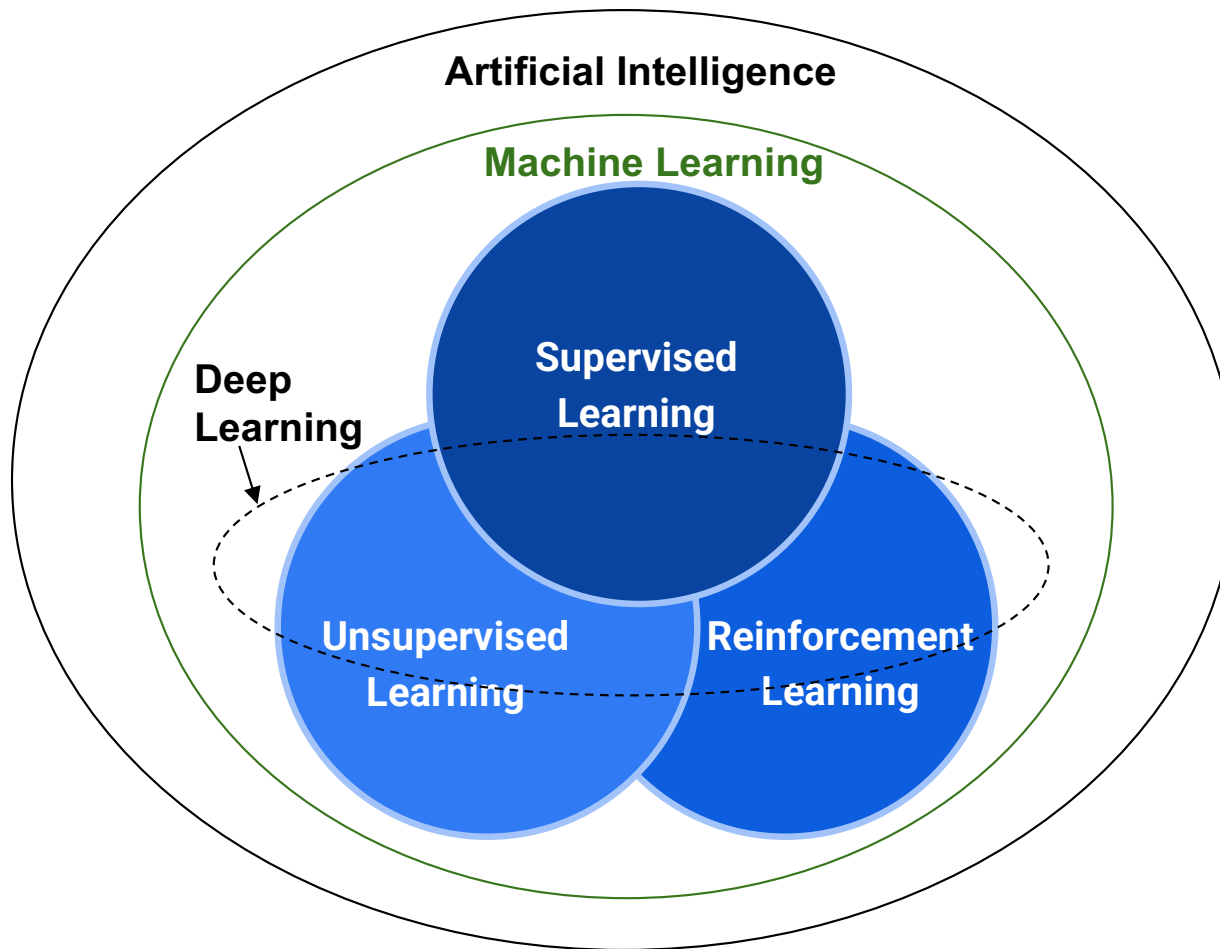 Artificial Intelligence
Machine Learning
Supervised
Learning
Deep
Learning
Unsupervised
Learning
Reinforcement
Learning